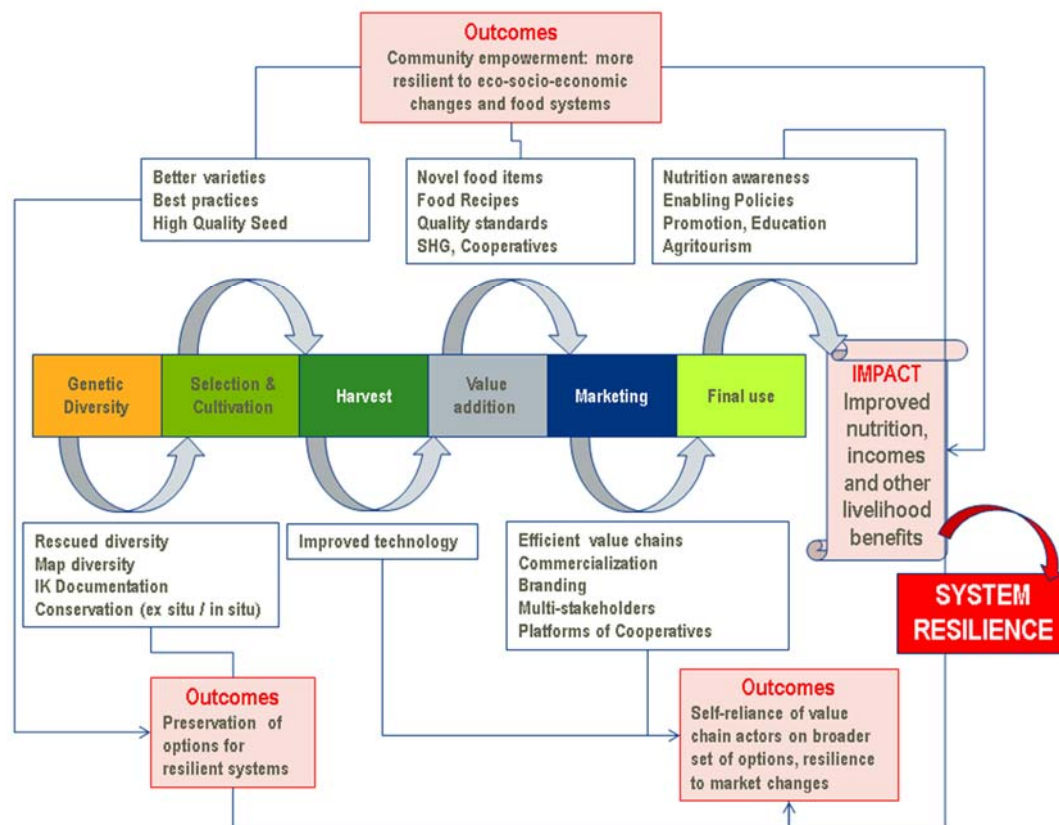 Outcomes
Community empowerment: more
resilient to eco-socio-economic
changes and food systems
Better varieties
Best practices
High Quality Seed
Novel food items
Food Recipes
Quality standards
SHG, Cooperatives
Nutrition awareness
Enabling Policies
Promotion, Education
Agritourism
Genetic
Diversity
Selection &
Cultivation
Harvest
Value
addition
Marketing
Final use
IMPACT
Improved
nutrition,
incomes
and other
livelihood
benefits
Rescued diversity
Map diversity
IK Documentation
Conservation (ex situ / in situ)
Improved technology
Efficient value chains
Commercialization
Branding
Multi-stakeholders
Platforms of Cooperatives
SYSTEM
RESILIENCE
Outcomes
Preservation of
options for
resilient systems
Outcomes
Self-reliance of value
chain actors on broader
set of options, resilience
to market changes